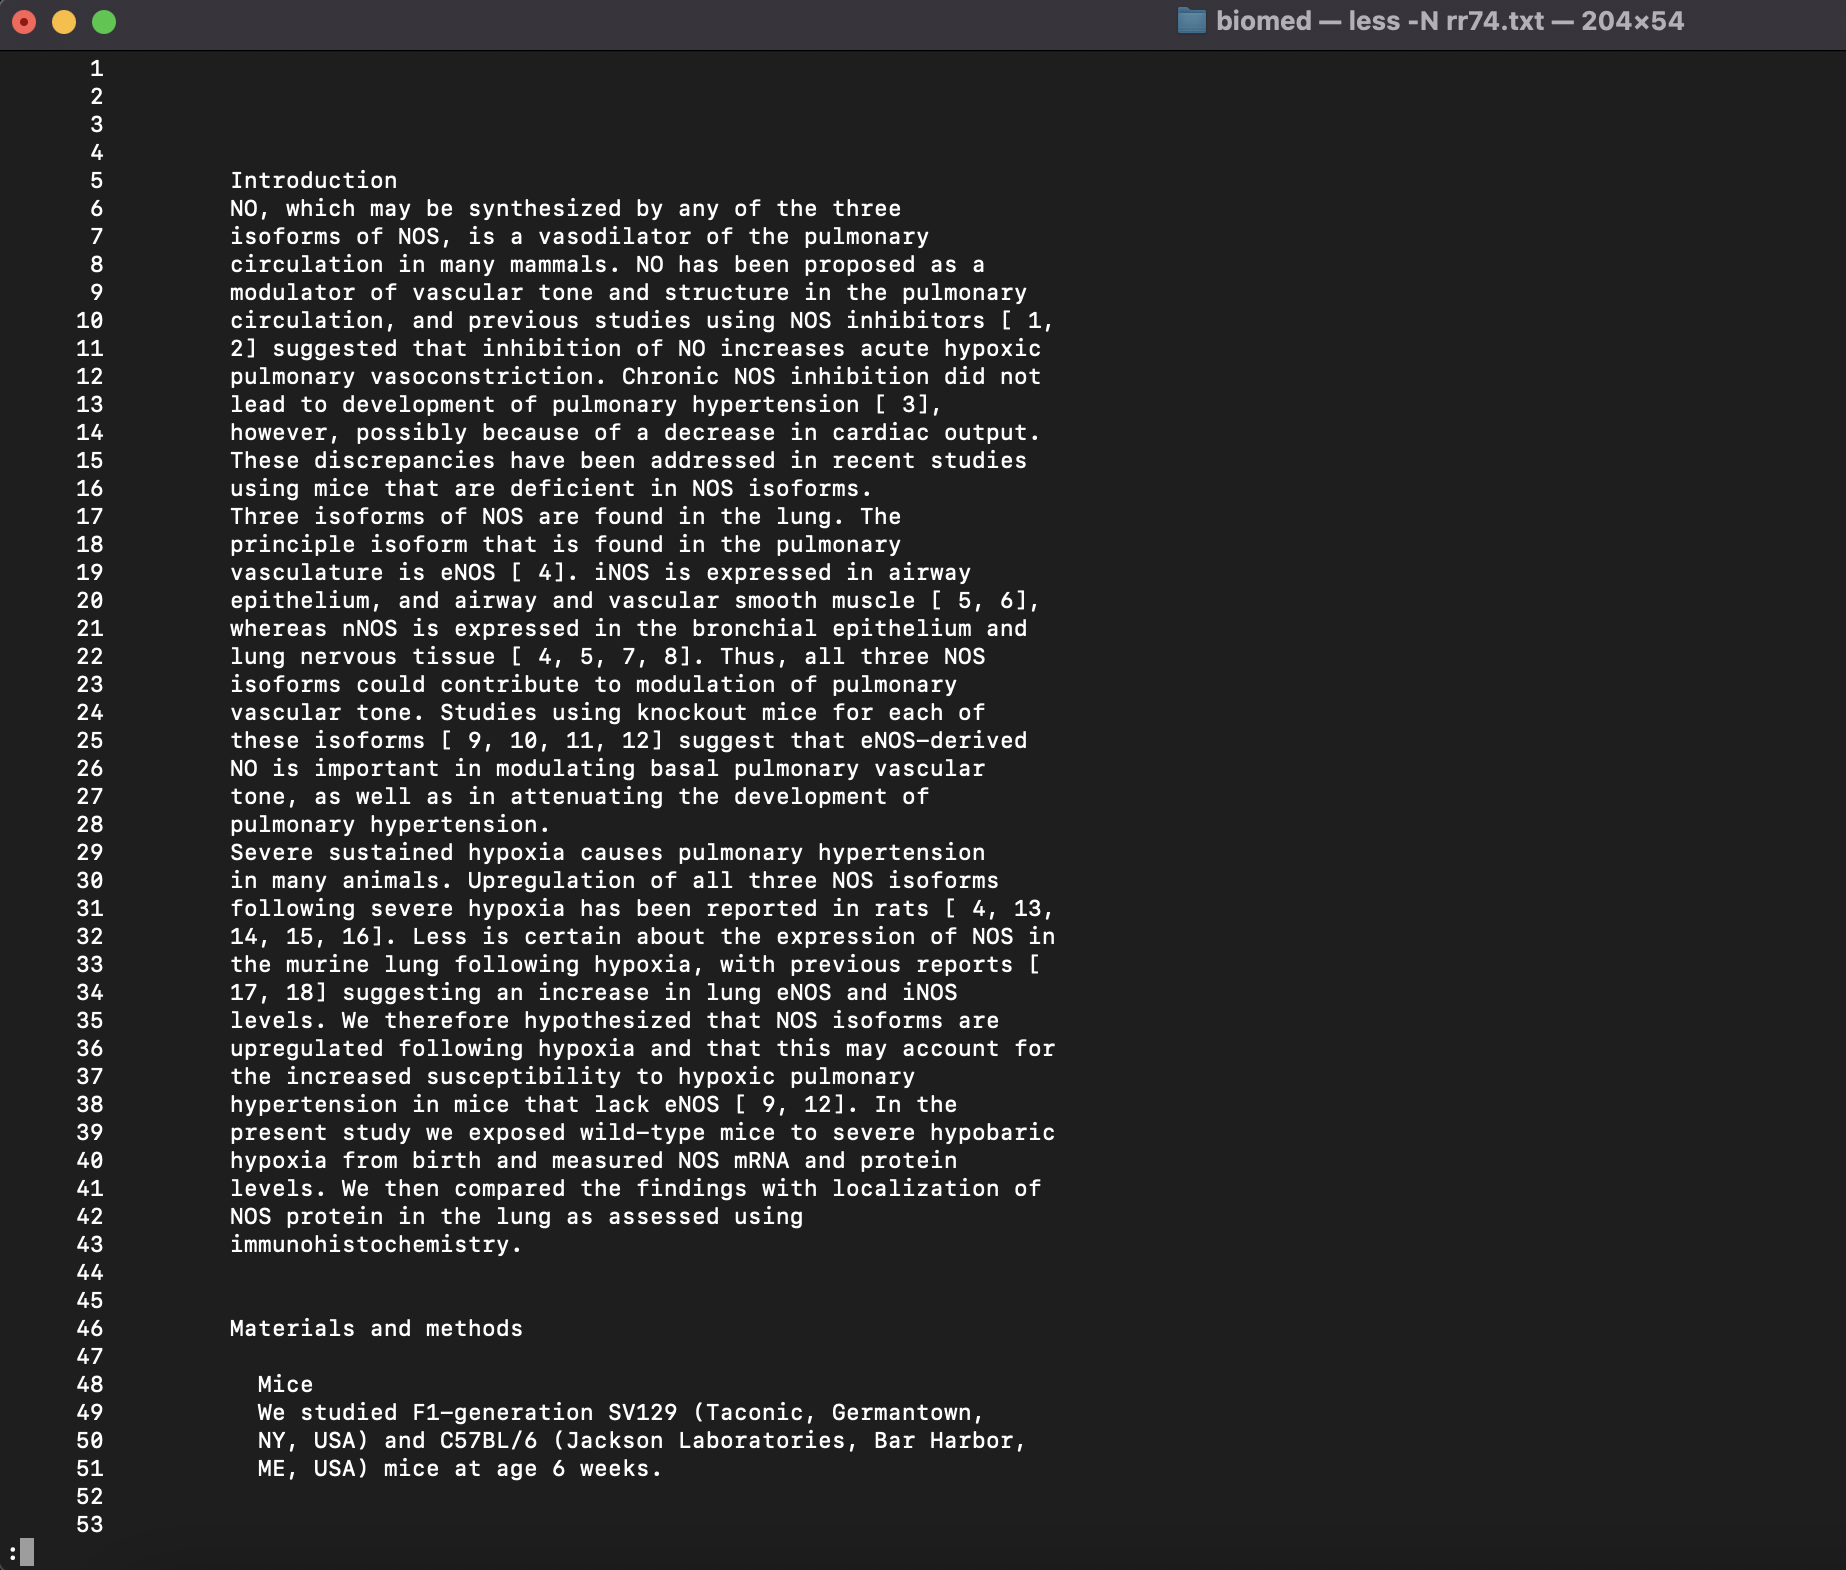 biomed — less -N rr74.txt — 204×54
1
2
3
4
5 Introduction
6 NO, which may be synthesized by any of the three
7 isoforms of NOS, is a vasodilator of the pulmonary
8 circulation in many mammals. NO has been proposed as a
9 modulator of vascular tone and structure in the pulmonary
10 circulation, and previous studies using NOS inhibitors [ 1,
11 2] suggested that inhibition of NO increases acute hypoxic
12 pulmonary vasoconstriction. Chronic NOS inhibition did not
13 lead to development of pulmonary hypertension [ 3],
14 however, possibly because of a decrease in cardiac output.
15 These discrepancies have been addressed in recent studies
16 using mice that are deficient in NOS isoforms.
17 Three isoforms of NOS are found in the lung. The
18 principle isoform that is found in the pulmonary
19 vasculature is eNOS [ 4]. iNOS is expressed in airway
20 epithelium, and airway and vascular smooth muscle [ 5, 6],
21 whereas nNOS is expressed in the bronchial epithelium and
22 lung nervous tissue [ 4, 5, 7, 8]. Thus, all three NOS
23 isoforms could contribute to modulation of pulmonary
24 vascular tone. Studies using knockout mice for each of
25 these isoforms [ 9, 10, 11, 12] suggest that eNOS-derived
26 NO is important in modulating basal pulmonary vascular
27 tone, as well as in attenuating the development of
28 pulmonary hypertension.
29 Severe sustained hypoxia causes pulmonary hypertension
30 in many animals. Upregulation of all three NOS isoforms
31 following severe hypoxia has been reported in rats [ 4, 13,
32 14, 15, 16]. Less is certain about the expression of NOS in
33 the murine lung following hypoxia, with previous reports [
34 17, 18] suggesting an increase in lung eNOS and iNOS
35 levels. We therefore hypothesized that NOS isoforms are
36 upregulated following hypoxia and that this may account for
37 the increased susceptibility to hypoxic pulmonary
38 hypertension in mice that lack eNOS [ 9, 12]. In the
39 present study we exposed wild-type mice to severe hypobaric
40 hypoxia from birth and measured NOS mRNA and protein
41 levels. We then compared the findings with localization of
42 NOS protein in the lung as assessed using
43 immunohistochemistry.
44
45
46 Materials and methods
47
48 Mice
49 We studied F1-generation SV129 (Taconic, Germantown,
50 NY, USA) and C57BL/6 (Jackson Laboratories, Bar Harbor,
51 ME, USA) mice at age 6 weeks.
52
53
: